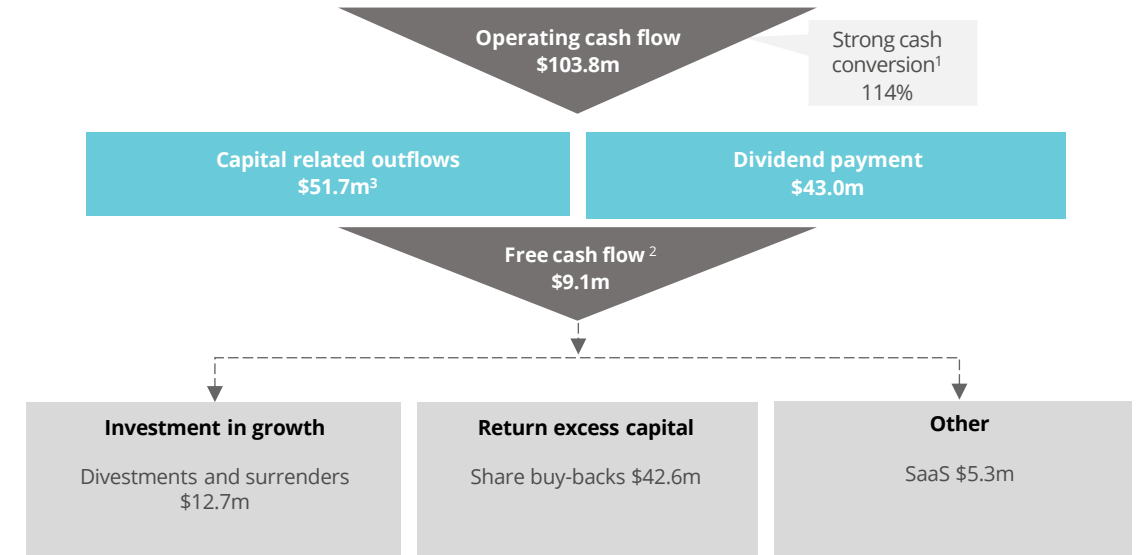 Operating cash flow
$103.8m
Strong cash
conversion¹
114%
Capital related outflows
$51.7m³
Dividend payment
$43.0m
Free cash flow ²
$9.1m
Investment in growth
Divestments and surrenders
$12.7m
Return excess capital
Share buy-backs $42.6m
Other
SaaS $5.3m